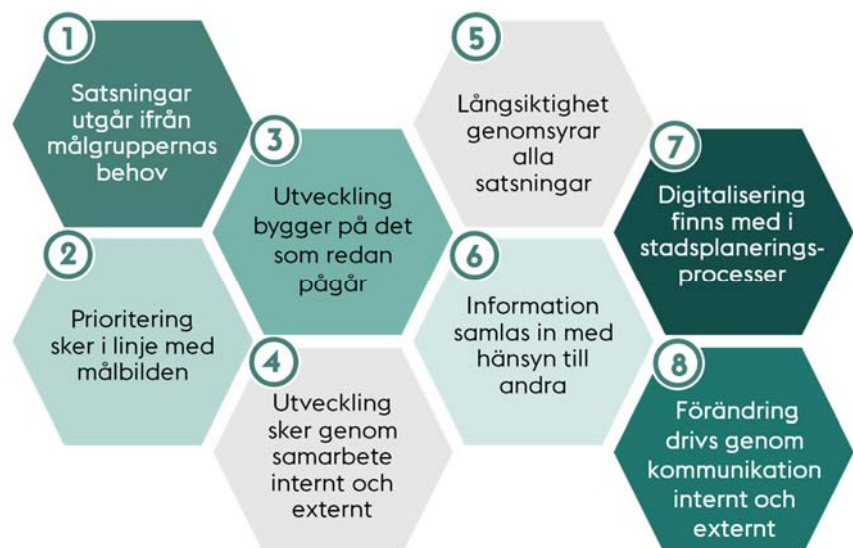 1
Satsningar
utgår ifrån
målgruppernas
behov
2
Prioritering
sker i linje med
målbilden
3
Utveckling
bygger på det
som redan
pågår
4
Utveckling
sker genom
samarbete
internt och
externt
5
Långsiktighet
genomsyrar
alla
satsningar
6
Information
samlas in med
hänsyn till
andra
7
Digitalisering
finns med i
stadsplanerings-
processer
8
Förändring
drivs genom
kommunikation
internt och
externt